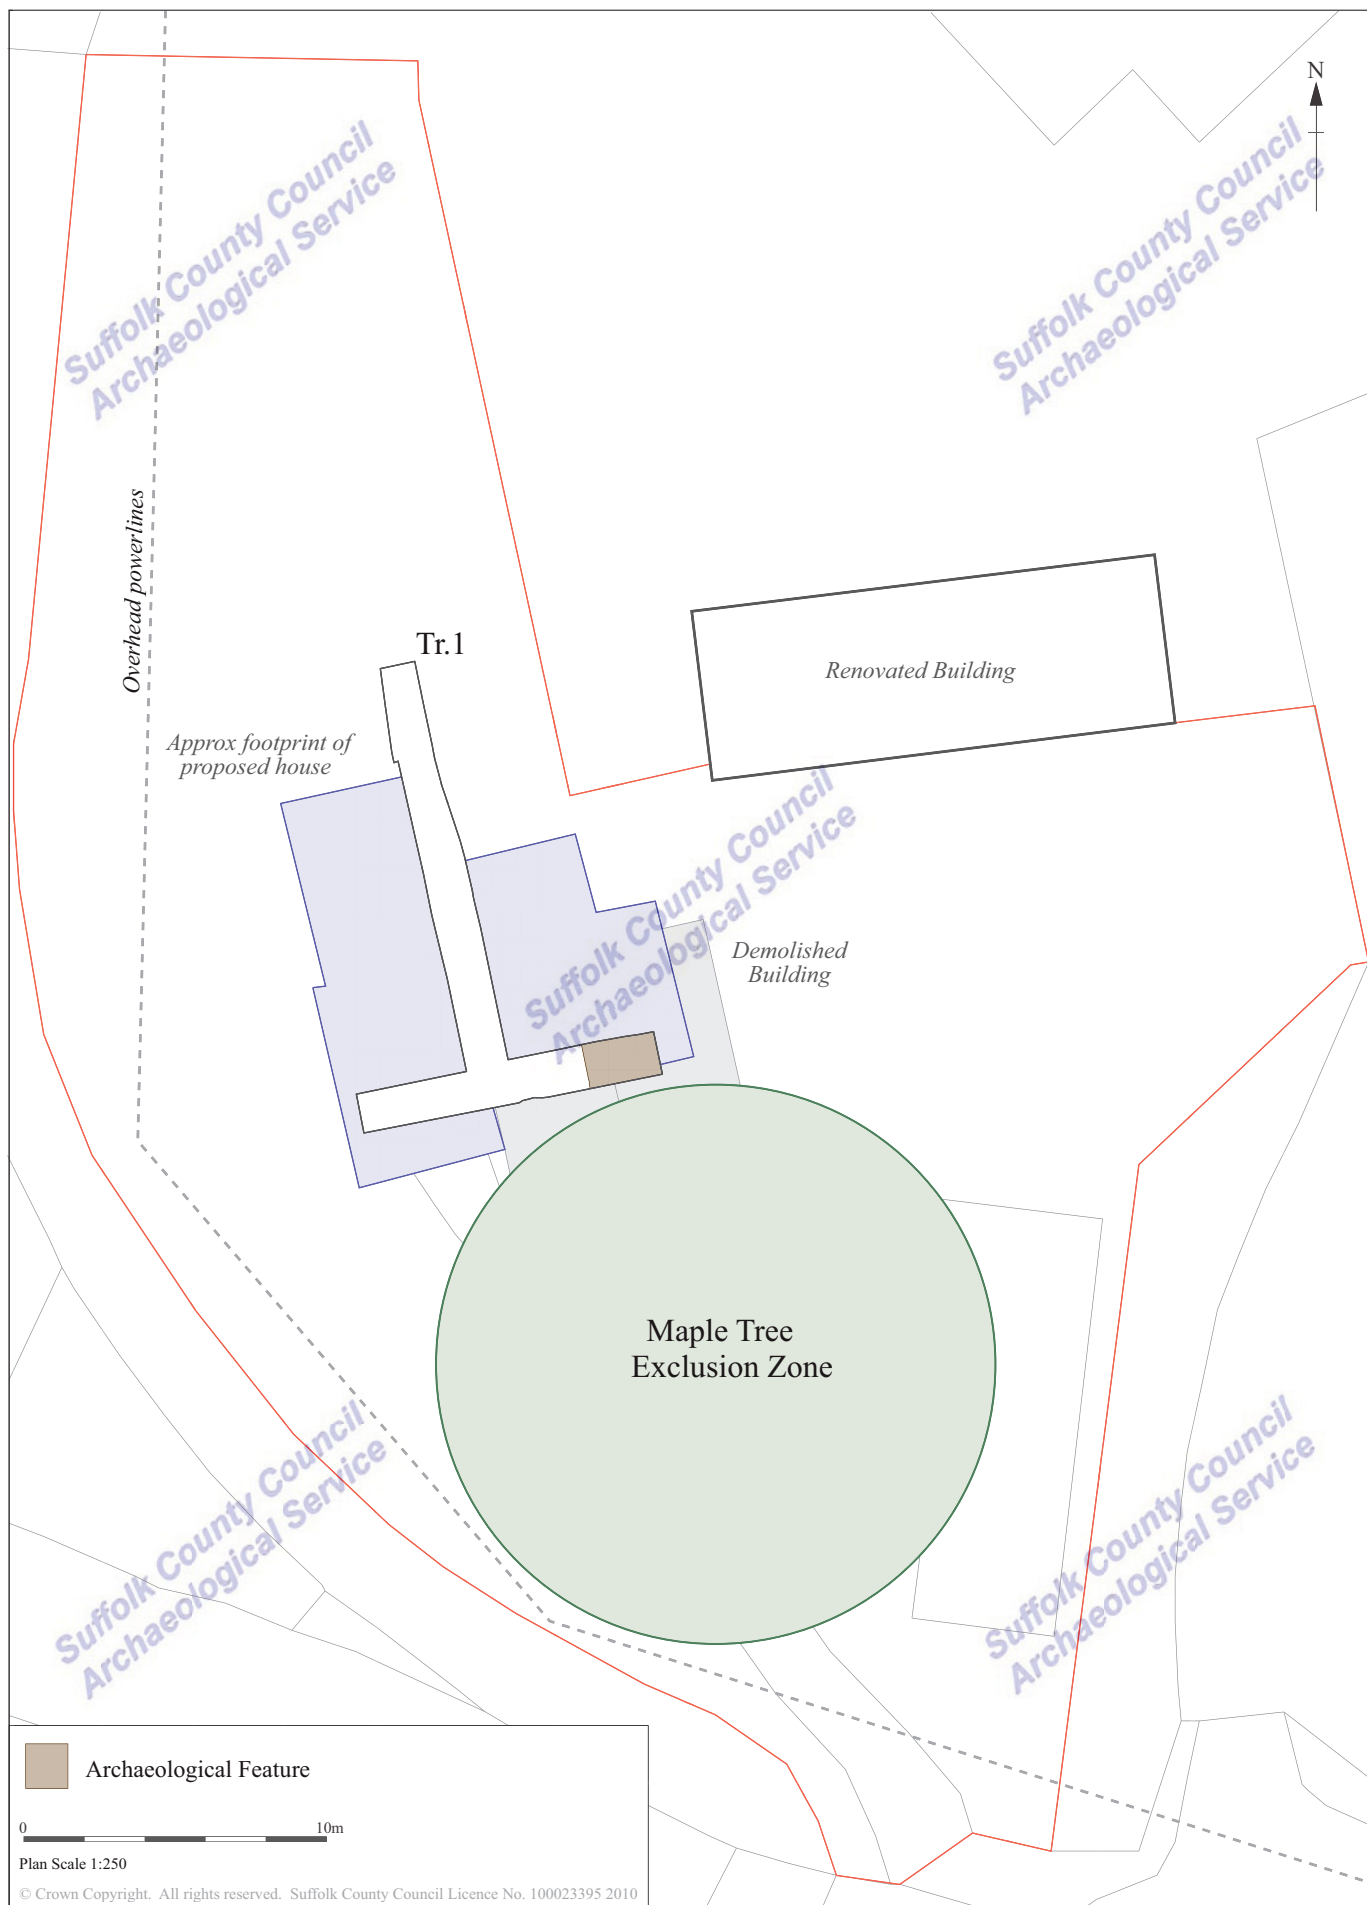 N
Suffolk County Council
Archaeological Service
Suffolk County Council
Archaeological Service
Overhead powerlines
Tr.1
Renovated Building
Approx footprint of
proposed house
Suffolk County Council
Archaeological Service
Demolished
Building
Maple Tree
Exclusion Zone
Suffolk County Council
Archaeological Service
Suffolk County Council
Archaeological Service
Archaeological Feature
0 10m
Plan Scale 1:250
© Crown Copyright. All rights reserved. Suffolk County Council Licence No. 100023395 2010